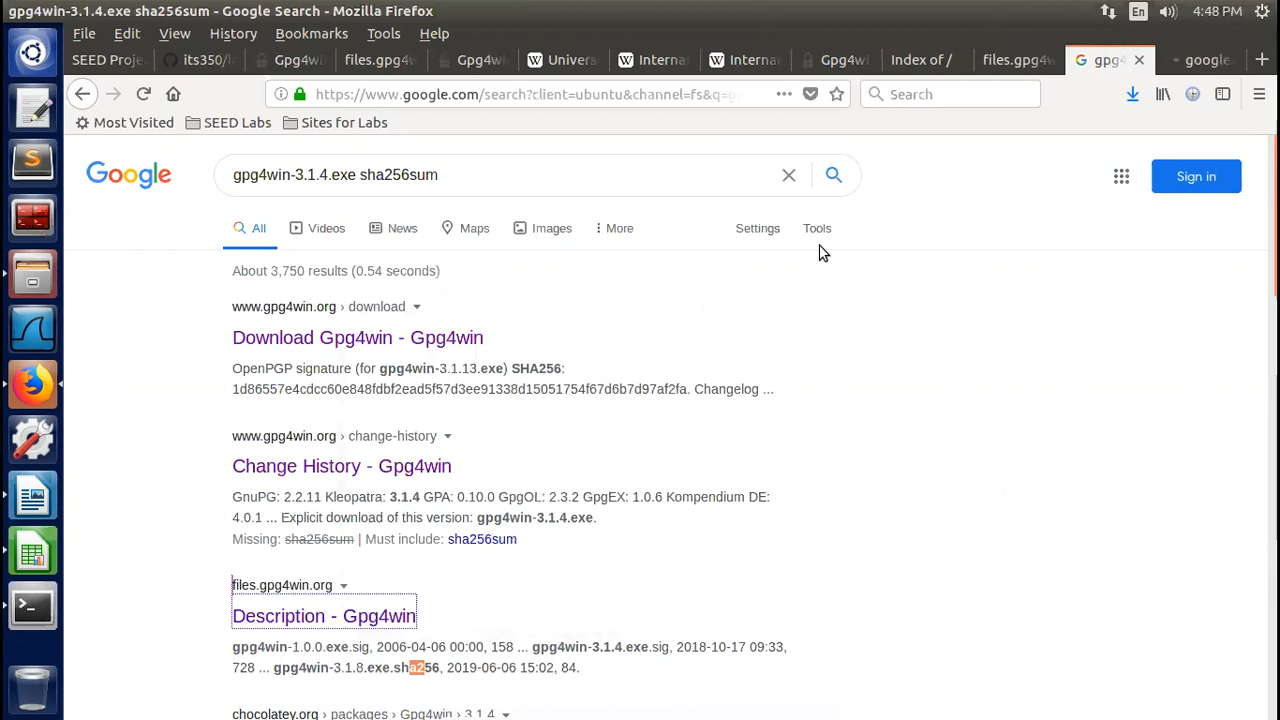 gpg4win-3.1.4.exe sha256sum - Google Search - Mozilla Firefox
En 4:48 PM
File Edit View History Bookmarks Tools Help
SEED Proje its350/l Gpg4w files.gpg4w Gpg4w Univer Interna Interna Gpg4w Index of / files.gpg4w gpg4 google.
https://www.google.com/search?client=ubuntu&channel=fs&q=g Search
Most Visited SEED Labs Sites for Labs
Google gpg4win-3.1.4.exe sha256sum Sign in
All Videos News Maps Images More Settings Tools
About 3,750 results (0.54 seconds)
www.gpg4win.org › download
Download Gpg4win - Gpg4win
OpenPGP signature (for gpg4win-3.1.13.exe) SHA256:
1d86557e4cdcc60e848fdbf2ead5f57d3ee91338d15051754f67d6b7d97af2fa. Changelog ...
www.gpg4win.org › change-history
Change History - Gpg4win
GnuPG: 2.2.11 Kleopatra: 3.1.4 GPA: 0.10.0 GpgOL: 2.3.2 GpgEX: 1.0.6 Kompendium DE:
4.0.1 ... Explicit download of this version: gpg4win-3.1.4.exe.
Missing: sha256sum | Must include: sha256sum
files.gpg4win.org
Description - Gpg4win
gpg4win-1.0.0.exe.sig, 2006-04-06 00:00, 158 ... gpg4win-3.1.4.exe.sig, 2018-10-17 09:33,
728 ... gpg4win-3.1.8.exe.sha256, 2019-06-06 15:02, 84.
chocolatey.org › packages › Gpg4win › 3.1.4